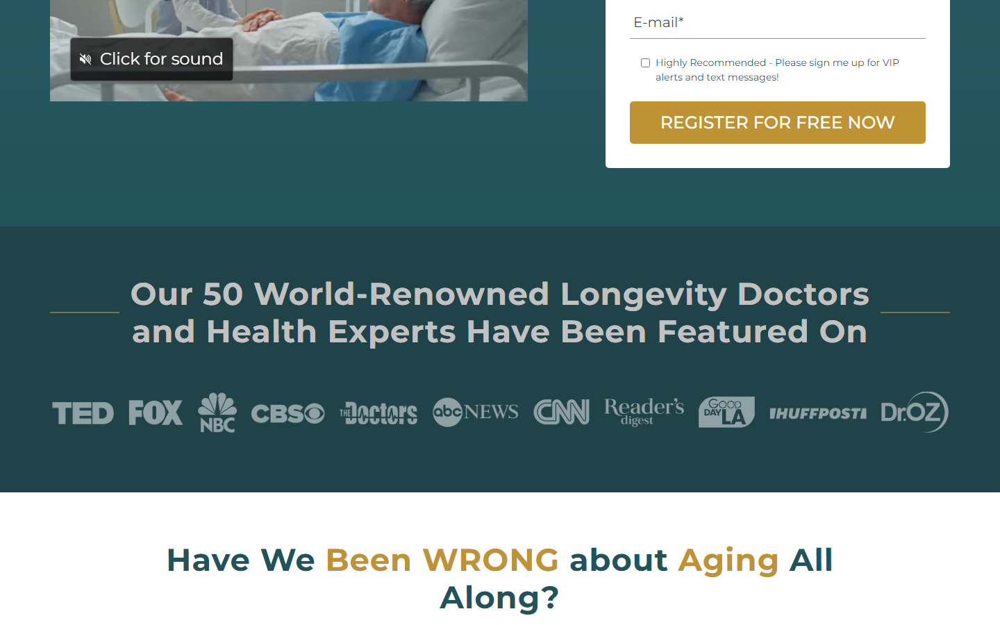 Click for sound
E-mail*
Highly Recommended - Please sign me up for VIP
alerts and text messages!
REGISTER FOR FREE NOW
Our 50 World-Renowned Longevity Doctors
and Health Experts Have Been Featured On
TED FOX NBC CBS THE Doctors abc NEWS CNN Reader's digest GOOD DAY LA HUFFPOST Dr.OZ
Have We Been WRONG about Aging All
Along?